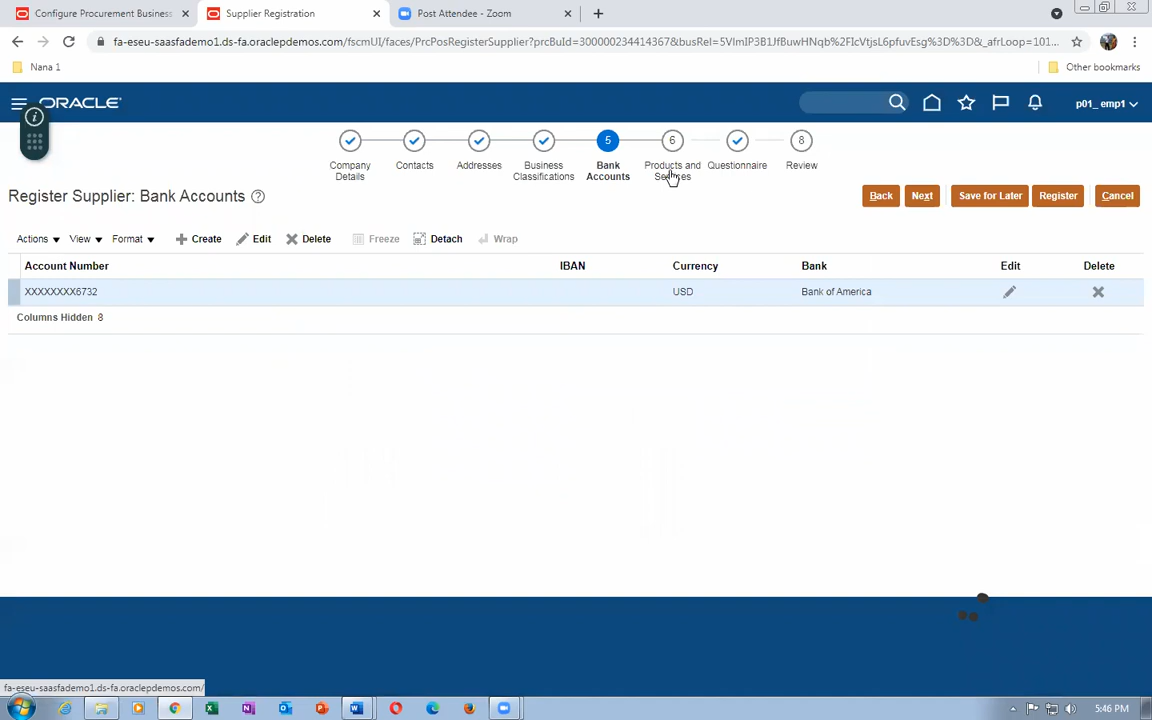 Configure Procurement Business
Supplier Registration
Post Attendee - Zoom
fa-eseu-saasfademo1.ds-fa.oraclepdemos.com/fscmUI/faces/PrcPosRegisterSupplier?prcBuId=300000234414367&busRel=5VlmIP3B1JfBuwHNqb%2FIcVtjsL6pfuvEsg%3D%3D&_afrLoop=101...
Nana 1
Other bookmarks
ORACLE
p01_ emp1
5 6 8
Company Details
Contacts
Addresses
Business Classifications
Bank Accounts
Products and Services
Questionnaire
Review
Register Supplier: Bank Accounts
Back Next Save for Later Register Cancel
Actions View Format Create Edit Delete Freeze Detach Wrap
Account Number IBAN Currency Bank Edit Delete
XXXXXXXX6732 USD Bank of America
Columns Hidden 8
fa-eseu-saasfademo1.ds-fa.oraclepdemos.com/
5:46 PM